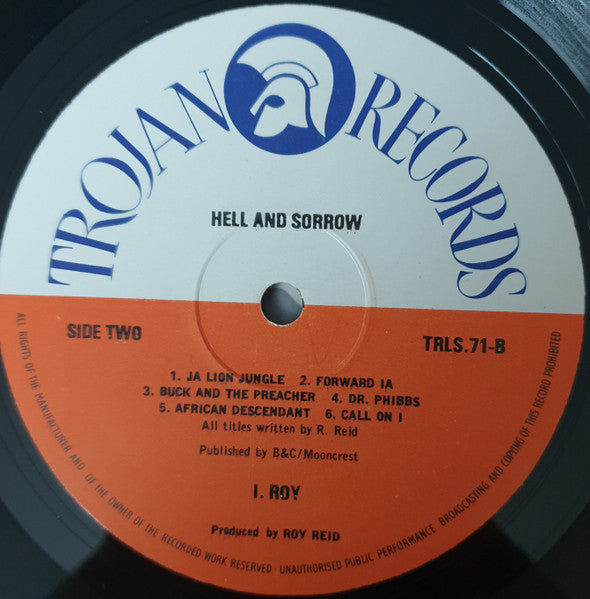 TROJAN RECORDS
HELL AND SORROW
SIDE TWO
TRLS.71-B
1. JA LION JUNGLE 2. FORWARD IA
3. BUCK AND THE PREACHER 4. DR. PHIBBS
5. AFRICAN DESCENDANT 6. CALL ON I
All titles written by R. Reid
Published by B&C/Mooncrest
I. ROY
Produced by ROY REID
ALL RIGHTS OF THE MANUFACTURER AND OF THE OWNER OF THE RECORDED WORK RESERVED · UNAUTHORISED PUBLIC PERFORMANCE BROADCASTING AND COPYING OF THIS RECORD PROHIBITED